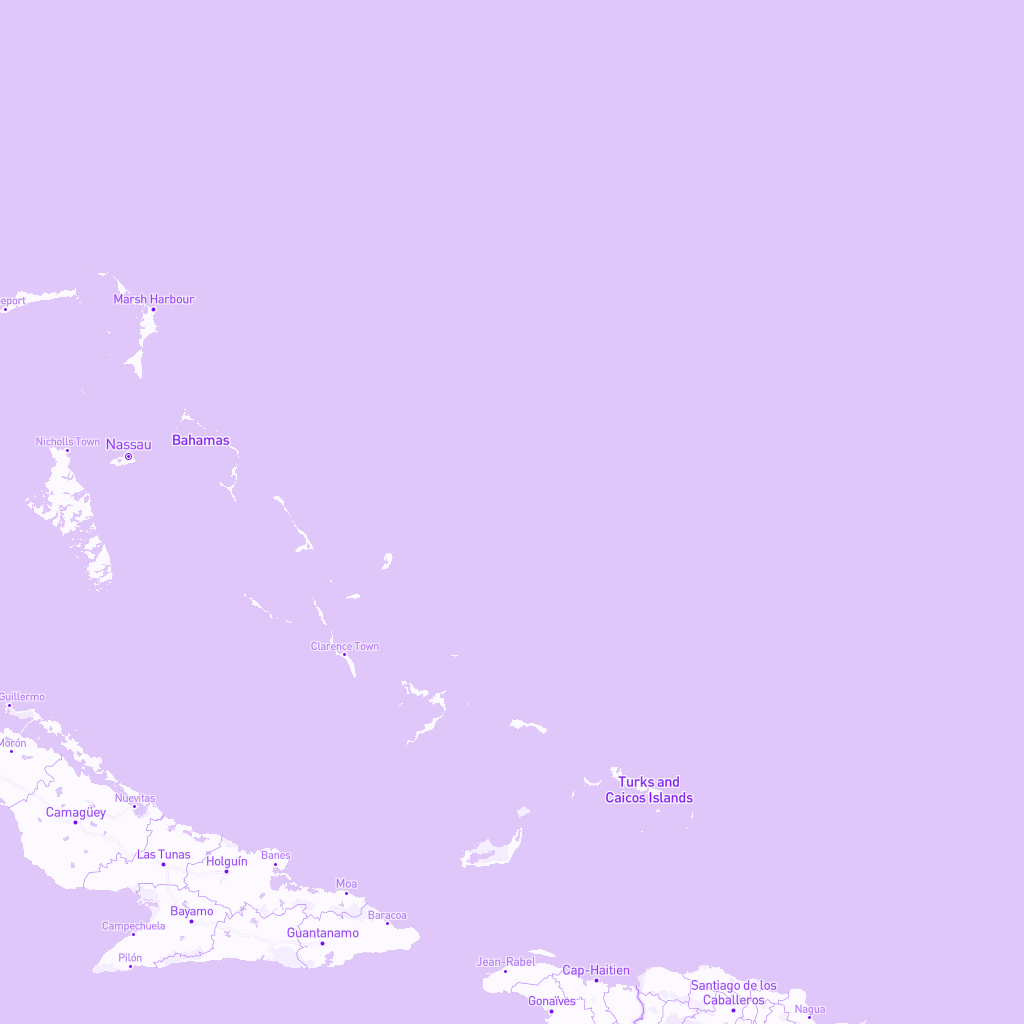 eport
Marsh Harbour
Nicholls Town
Nassau
Bahamas
Clarence Town
Guillermo
Morón
Nuevitas
Turks and
Caicos Islands
Camagüey
Las Tunas
Holguín
Banes
Moa
Bayamo
Baracoa
Campechuela
Guantanamo
Pilón
Jean-Rabel
Cap-Haitien
Santiago de los
Caballeros
Gonaïves
Nagua